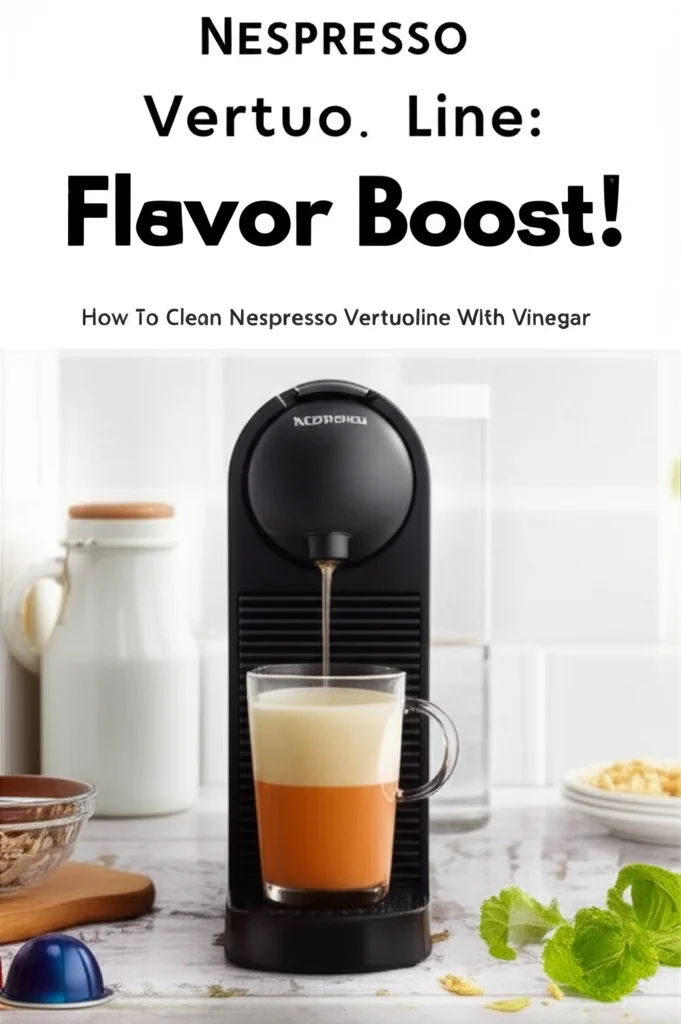 NESPRESSO
Vertuo. Line:
Flavor Boost!
How To Clean Nespresso Vertuoline With Vinegar